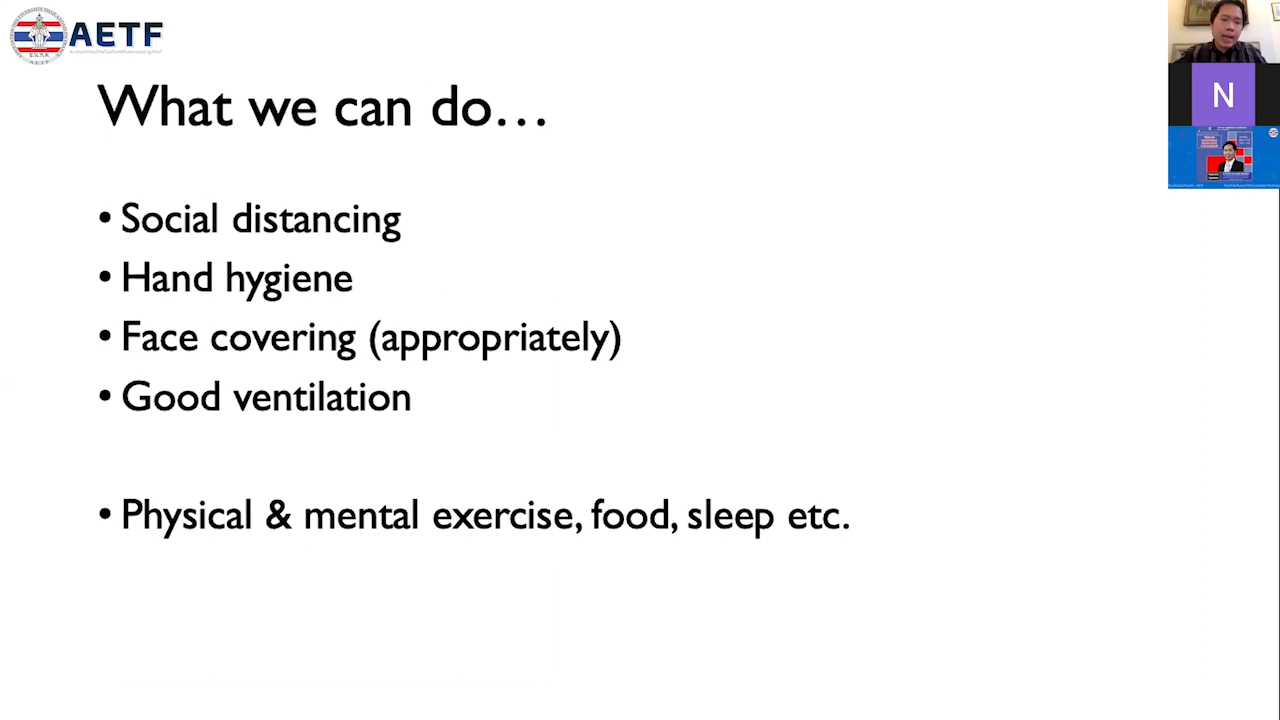 AETF
What we can do…
• Social distancing
• Hand hygiene
• Face covering (appropriately)
• Good ventilation
• Physical & mental exercise, food, sleep etc.
N